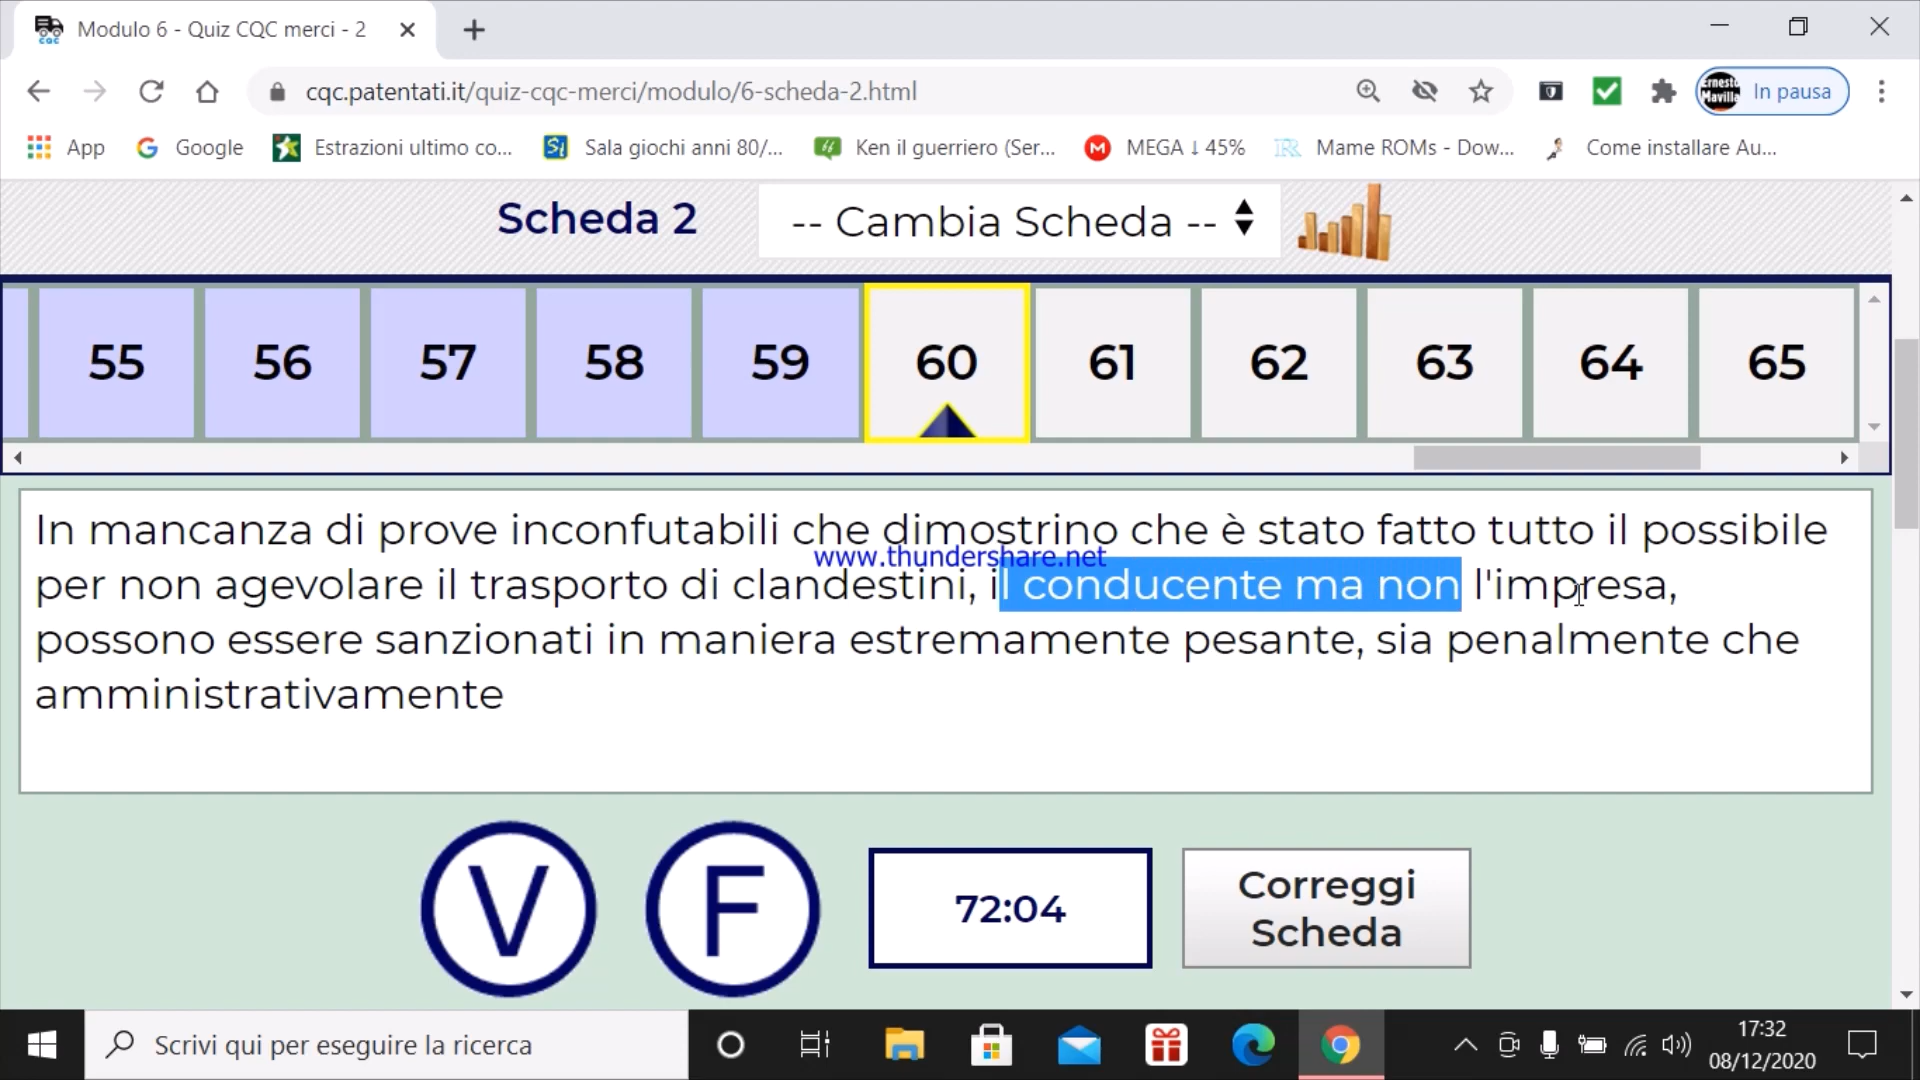 Modulo 6 - Quiz CQC merci - 2
cqc.patentati.it/quiz-cqc-merci/modulo/6-scheda-2.html
In pausa
App
Google
Estrazioni ultimo co...
Sala giochi anni 80/...
Ken il guerriero (Ser...
MEGA ↓ 45%
Mame ROMs - Dow...
Come installare Au...
Scheda 2
-- Cambia Scheda --
55 56 57 58 59 60 61 62 63 64 65
In mancanza di prove inconfutabili che dimostrino che è stato fatto tutto il possibile
www.thundershare.net
per non agevolare il trasporto di clandestini, il conducente ma non l'impresa,
possono essere sanzionati in maniera estremamente pesante, sia penalmente che
amministrativamente
V
F
72:04
Correggi
Scheda
Scrivi qui per eseguire la ricerca
17:32
08/12/2020